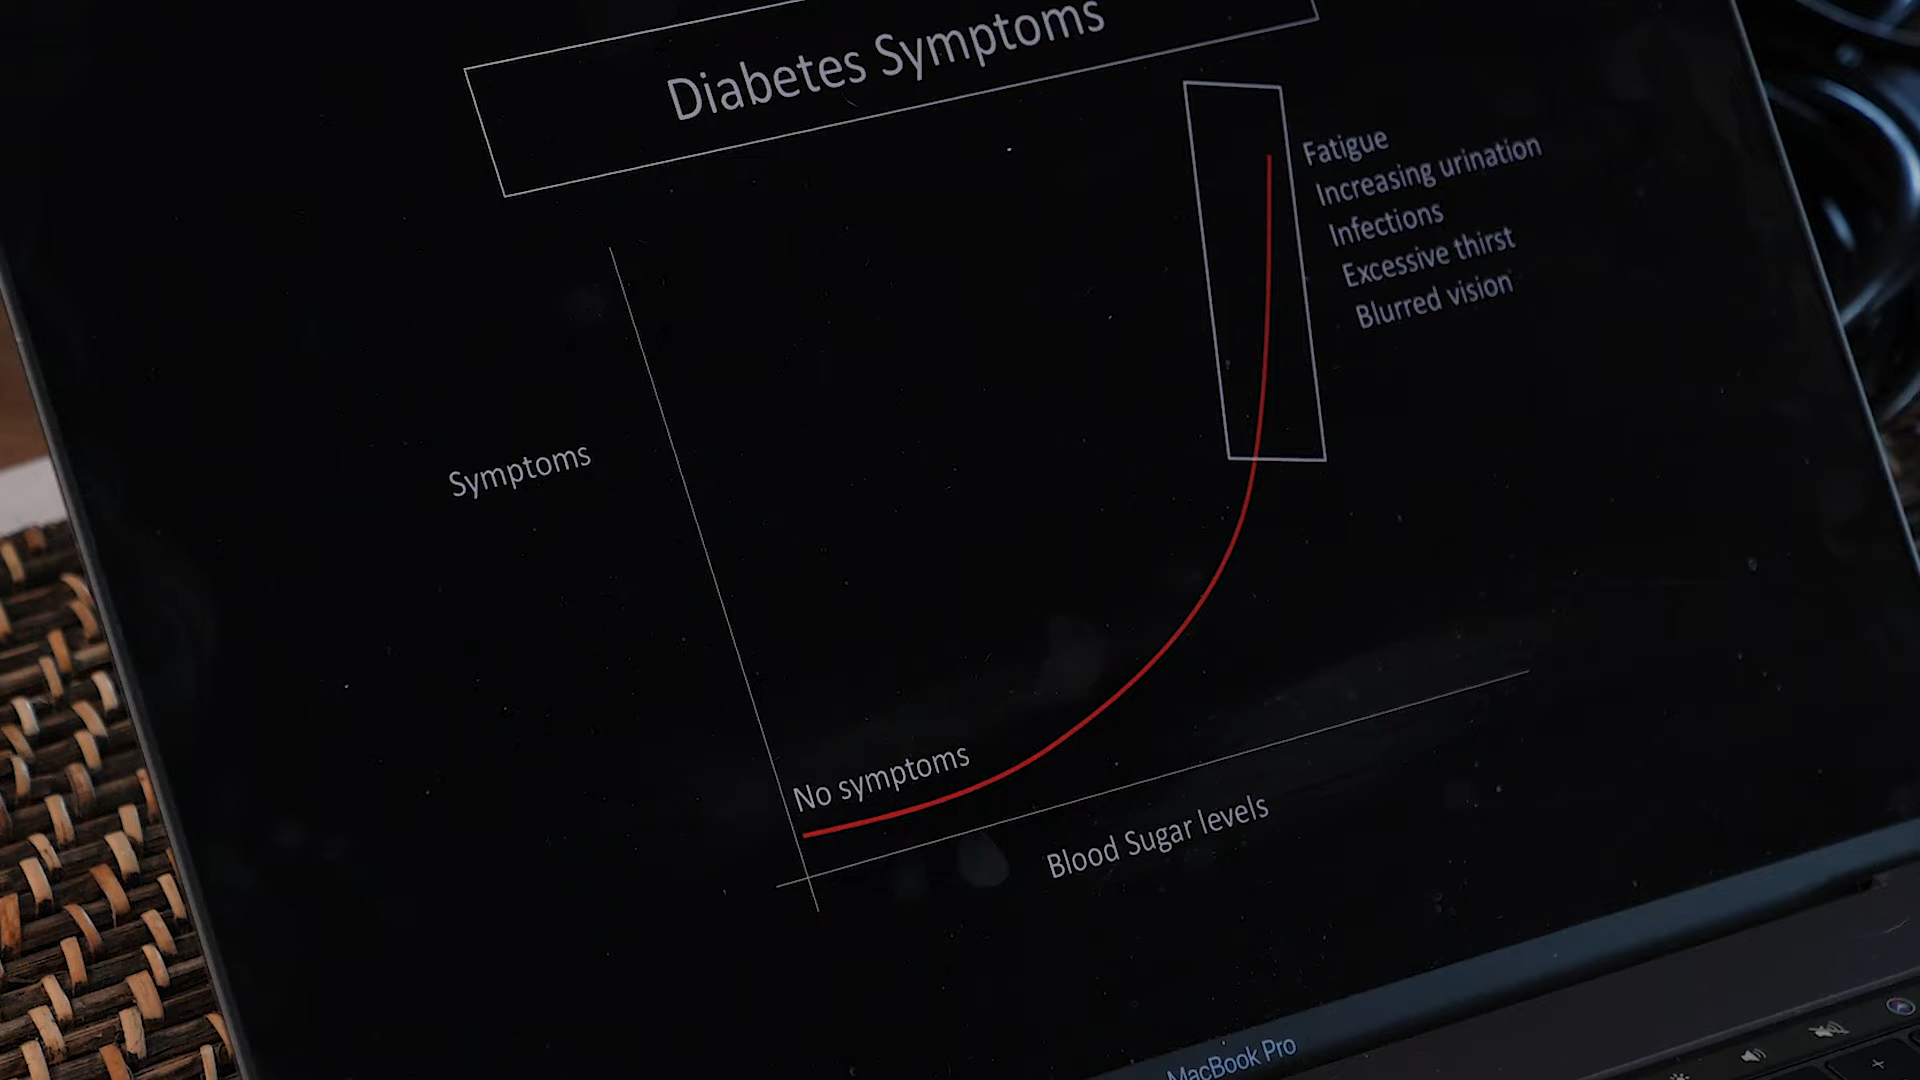 Diabetes Symptoms
Fatigue
Increasing urination
Infections
Excessive thirst
Blurred vision
Symptoms
No symptoms
Blood Sugar levels
MacBook Pro